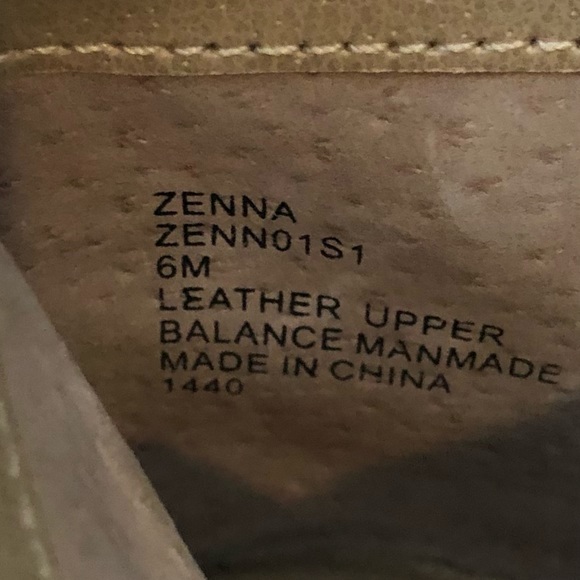 ZENNA
ZENN01S1
6M
LEATHER UPPER
BALANCE MANMADE
MADE IN CHINA
1440